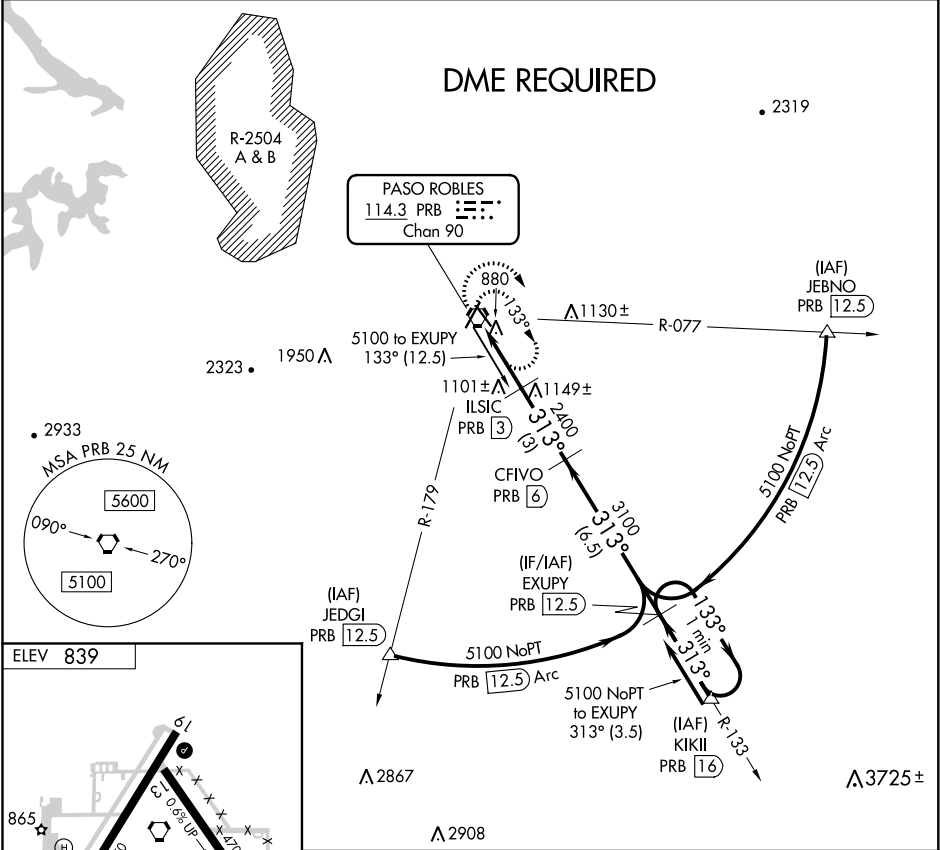 DME REQUIRED
2319
R-2504
A & B
PASO ROBLES
114.3 PRB
Chan 90
(IAF)
JEBNO
PRB 12.5
880
133°
1130±
R-077
5100 to EXUPY
133° (12.5)
1950
2323
1101±
1149±
ILSIC
PRB 3
2400
313°
(3)
2933
MSA PRB 25 NM
5600
090°
270°
5100
R-179
CFIVO
PRB 6
5100 NoPT
PRB 12.5 Arc
3100
313°
(6.5)
(IF/IAF)
EXUPY
PRB 12.5
(IAF)
JEDGI
PRB 12.5
133°
1 min
313°
5100 NoPT
PRB 12.5 Arc
5100 NoPT
to EXUPY
313° (3.5)
(IAF)
KIKII
PRB 16
R-133
ELEV 839
19
P
31
0.6% UP
865
H
2867
3725±
2908